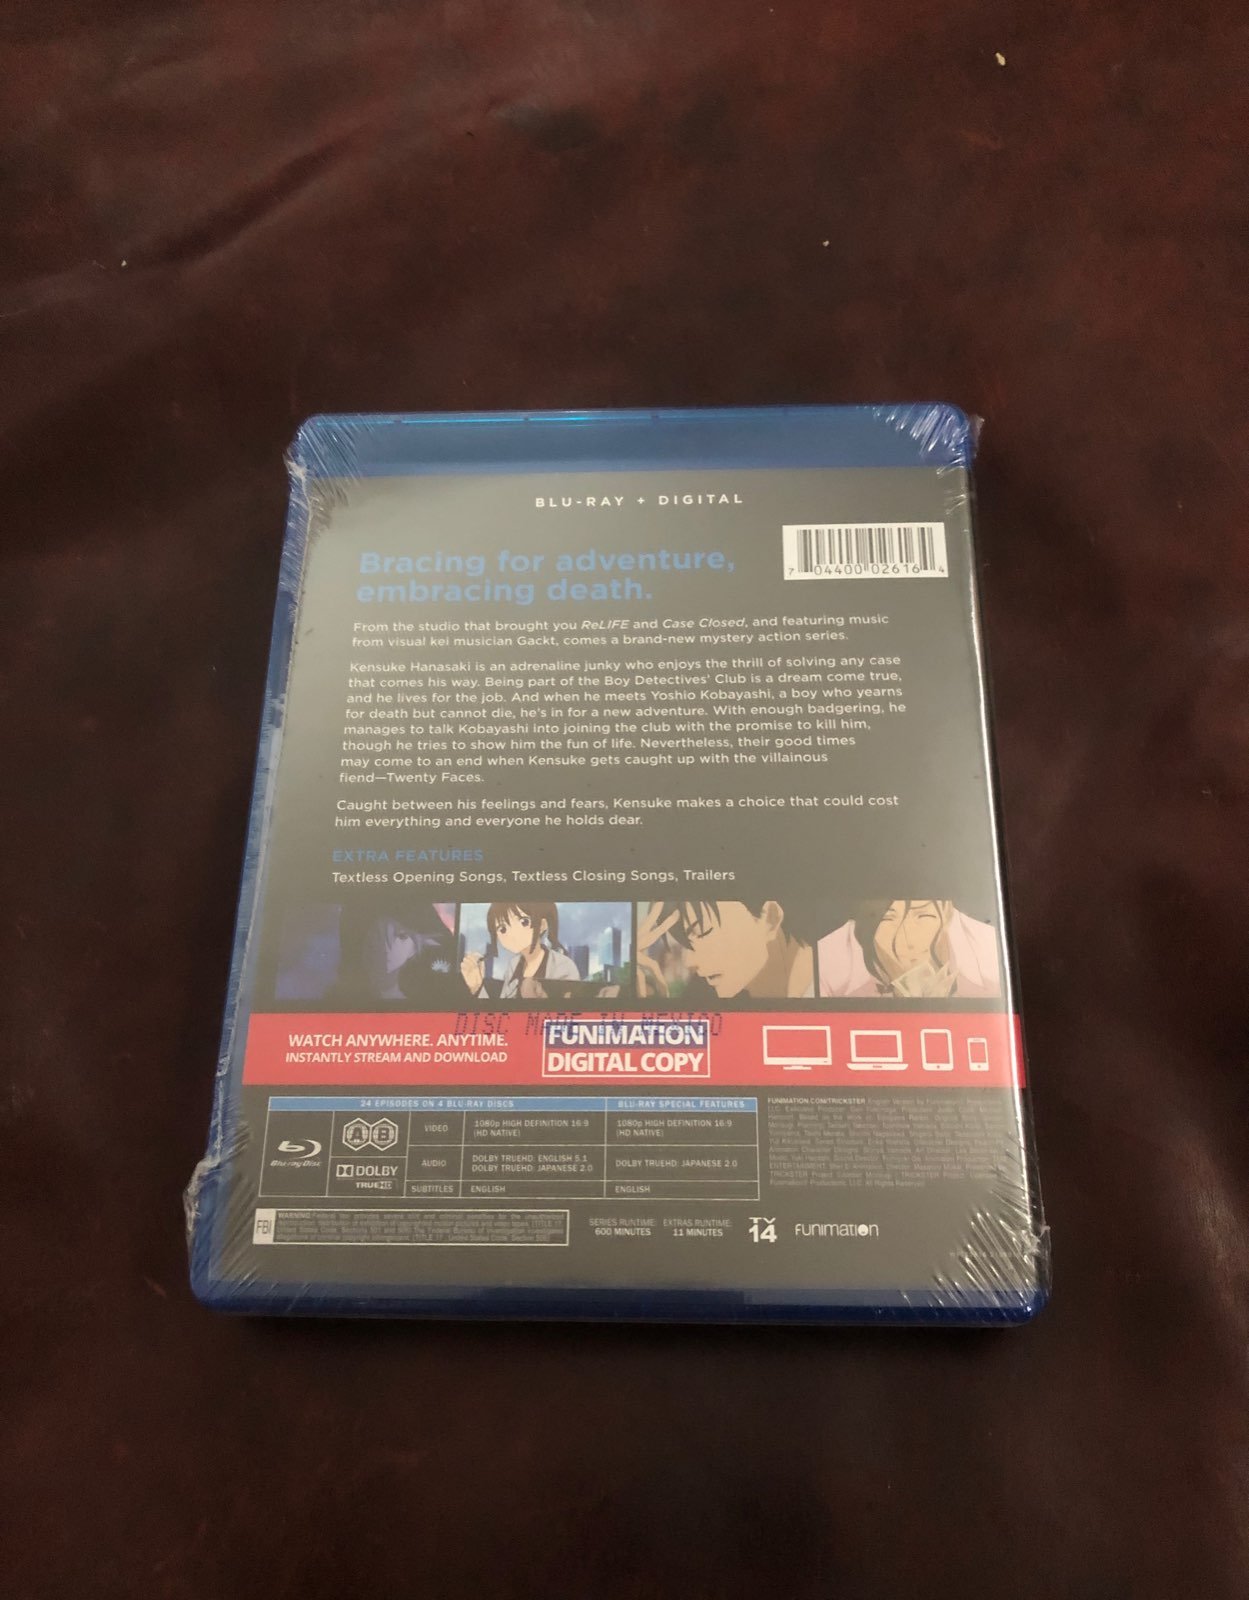 BLU-RAY + DIGITAL
7 04400 02616 4
Bracing for adventure,
embracing death.
From the studio that brought you ReLIFE and Case Closed, and featuring music
from visual kei musician Gackt, comes a brand-new mystery action series.
Kensuke Hanasaki is an adrenaline junky who enjoys the thrill of solving any case
that comes his way. Being part of the Boy Detectives' Club is a dream come true,
and he lives for the job. And when he meets Yoshio Kobayashi, a boy who yearns
for death but cannot die, he's in for a new adventure. With enough badgering, he
manages to talk Kobayashi into joining the club with the promise to kill him,
though he tries to show him the fun of life. Nevertheless, their good times
may come to an end when Kensuke gets caught up with the villainous
fiend—Twenty Faces.
Caught between his feelings and fears, Kensuke makes a choice that could cost
him everything and everyone he holds dear.
EXTRA FEATURES
Textless Opening Songs, Textless Closing Songs, Trailers
DISC MADE IN MEXICO
WATCH ANYWHERE. ANYTIME.
INSTANTLY STREAM AND DOWNLOAD
FUNIMATION
DIGITAL COPY
24 EPISODES ON 4 BLU-RAY DISCS
BLU-RAY SPECIAL FEATURES
Blu-ray Disc
A B
DOLBY
TRUEHD
VIDEO
1080p HIGH DEFINITION 16:9
(HD NATIVE)
1080p HIGH DEFINITION 16:9
(HD NATIVE)
AUDIO
DOLBY TRUEHD: ENGLISH 5.1
DOLBY TRUEHD: JAPANESE 2.0
DOLBY TRUEHD: JAPANESE 2.0
SUBTITLES
ENGLISH
ENGLISH
FUNIMATION.COM/TRICKSTER
FBI
WARNING
SERIES RUNTIME:
600 MINUTES
EXTRAS RUNTIME:
11 MINUTES
TV
14
FUNIMATION